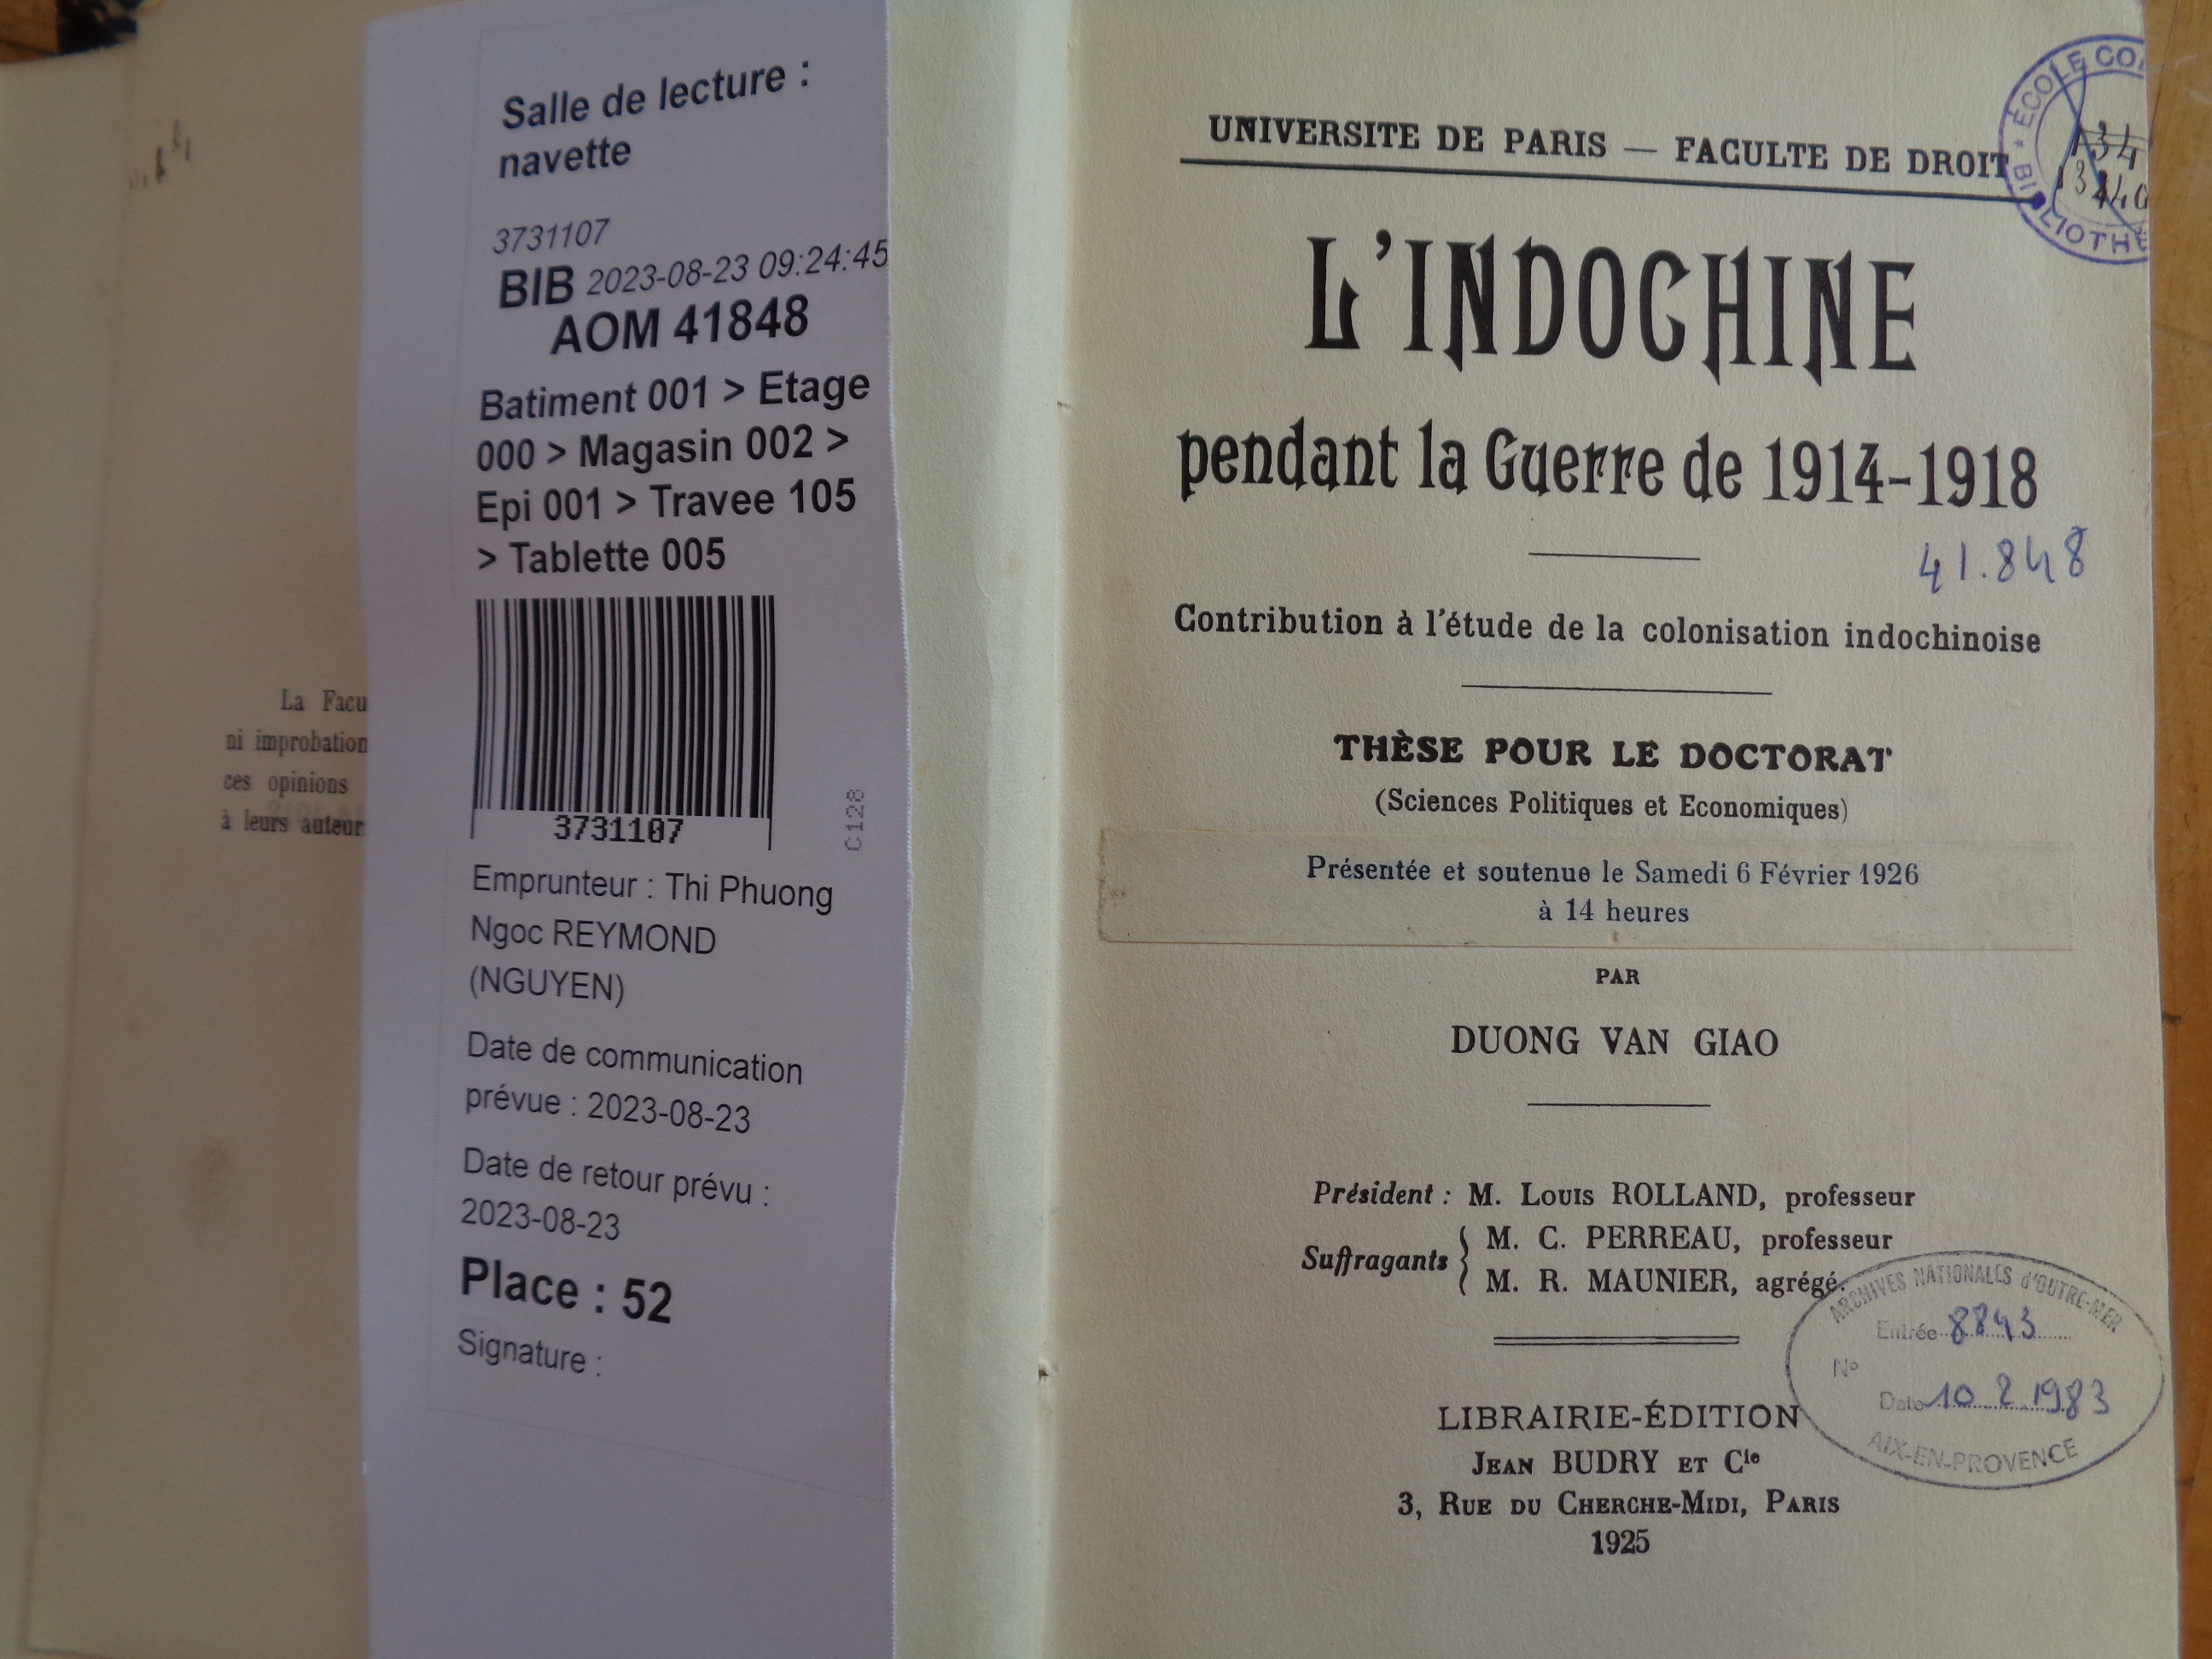 La Facu
ni improbation
ces opinions
à leurs auteur
Salle de lecture :
navette
3731107
BIB 2023-08-23 09:24:45
AOM 41848
Batiment 001 > Etage
000 > Magasin 002 >
Epi 001 > Travee 105
> Tablette 005
3731107
C128
Emprunteur : Thi Phuong
Ngoc REYMOND
(NGUYEN)
Date de communication
prévue : 2023-08-23
Date de retour prévu :
2023-08-23
Place : 52
Signature :
UNIVERSITE DE PARIS — FACULTE DE DROIT
ÉCOLE CO
BIBLIOTHÈ
L'INDOCHINE
pendant la Guerre de 1914-1918
41.848
Contribution à l'étude de la colonisation indochinoise
THÈSE POUR LE DOCTORAT
(Sciences Politiques et Economiques)
Présentée et soutenue le Samedi 6 Février 1926
à 14 heures
PAR
DUONG VAN GIAO
Président : M. Louis ROLLAND, professeur
Suffragants { M. C. PERREAU, professeur
M. R. MAUNIER, agrégé.
ARCHIVES NATIONALES d'OUTRE-MER
Entrée 8843
N°
Date 10 2 1983
AIX-EN-PROVENCE
LIBRAIRIE-ÉDITION
Jean BUDRY et Cie
3, Rue du Cherche-Midi, Paris
1925